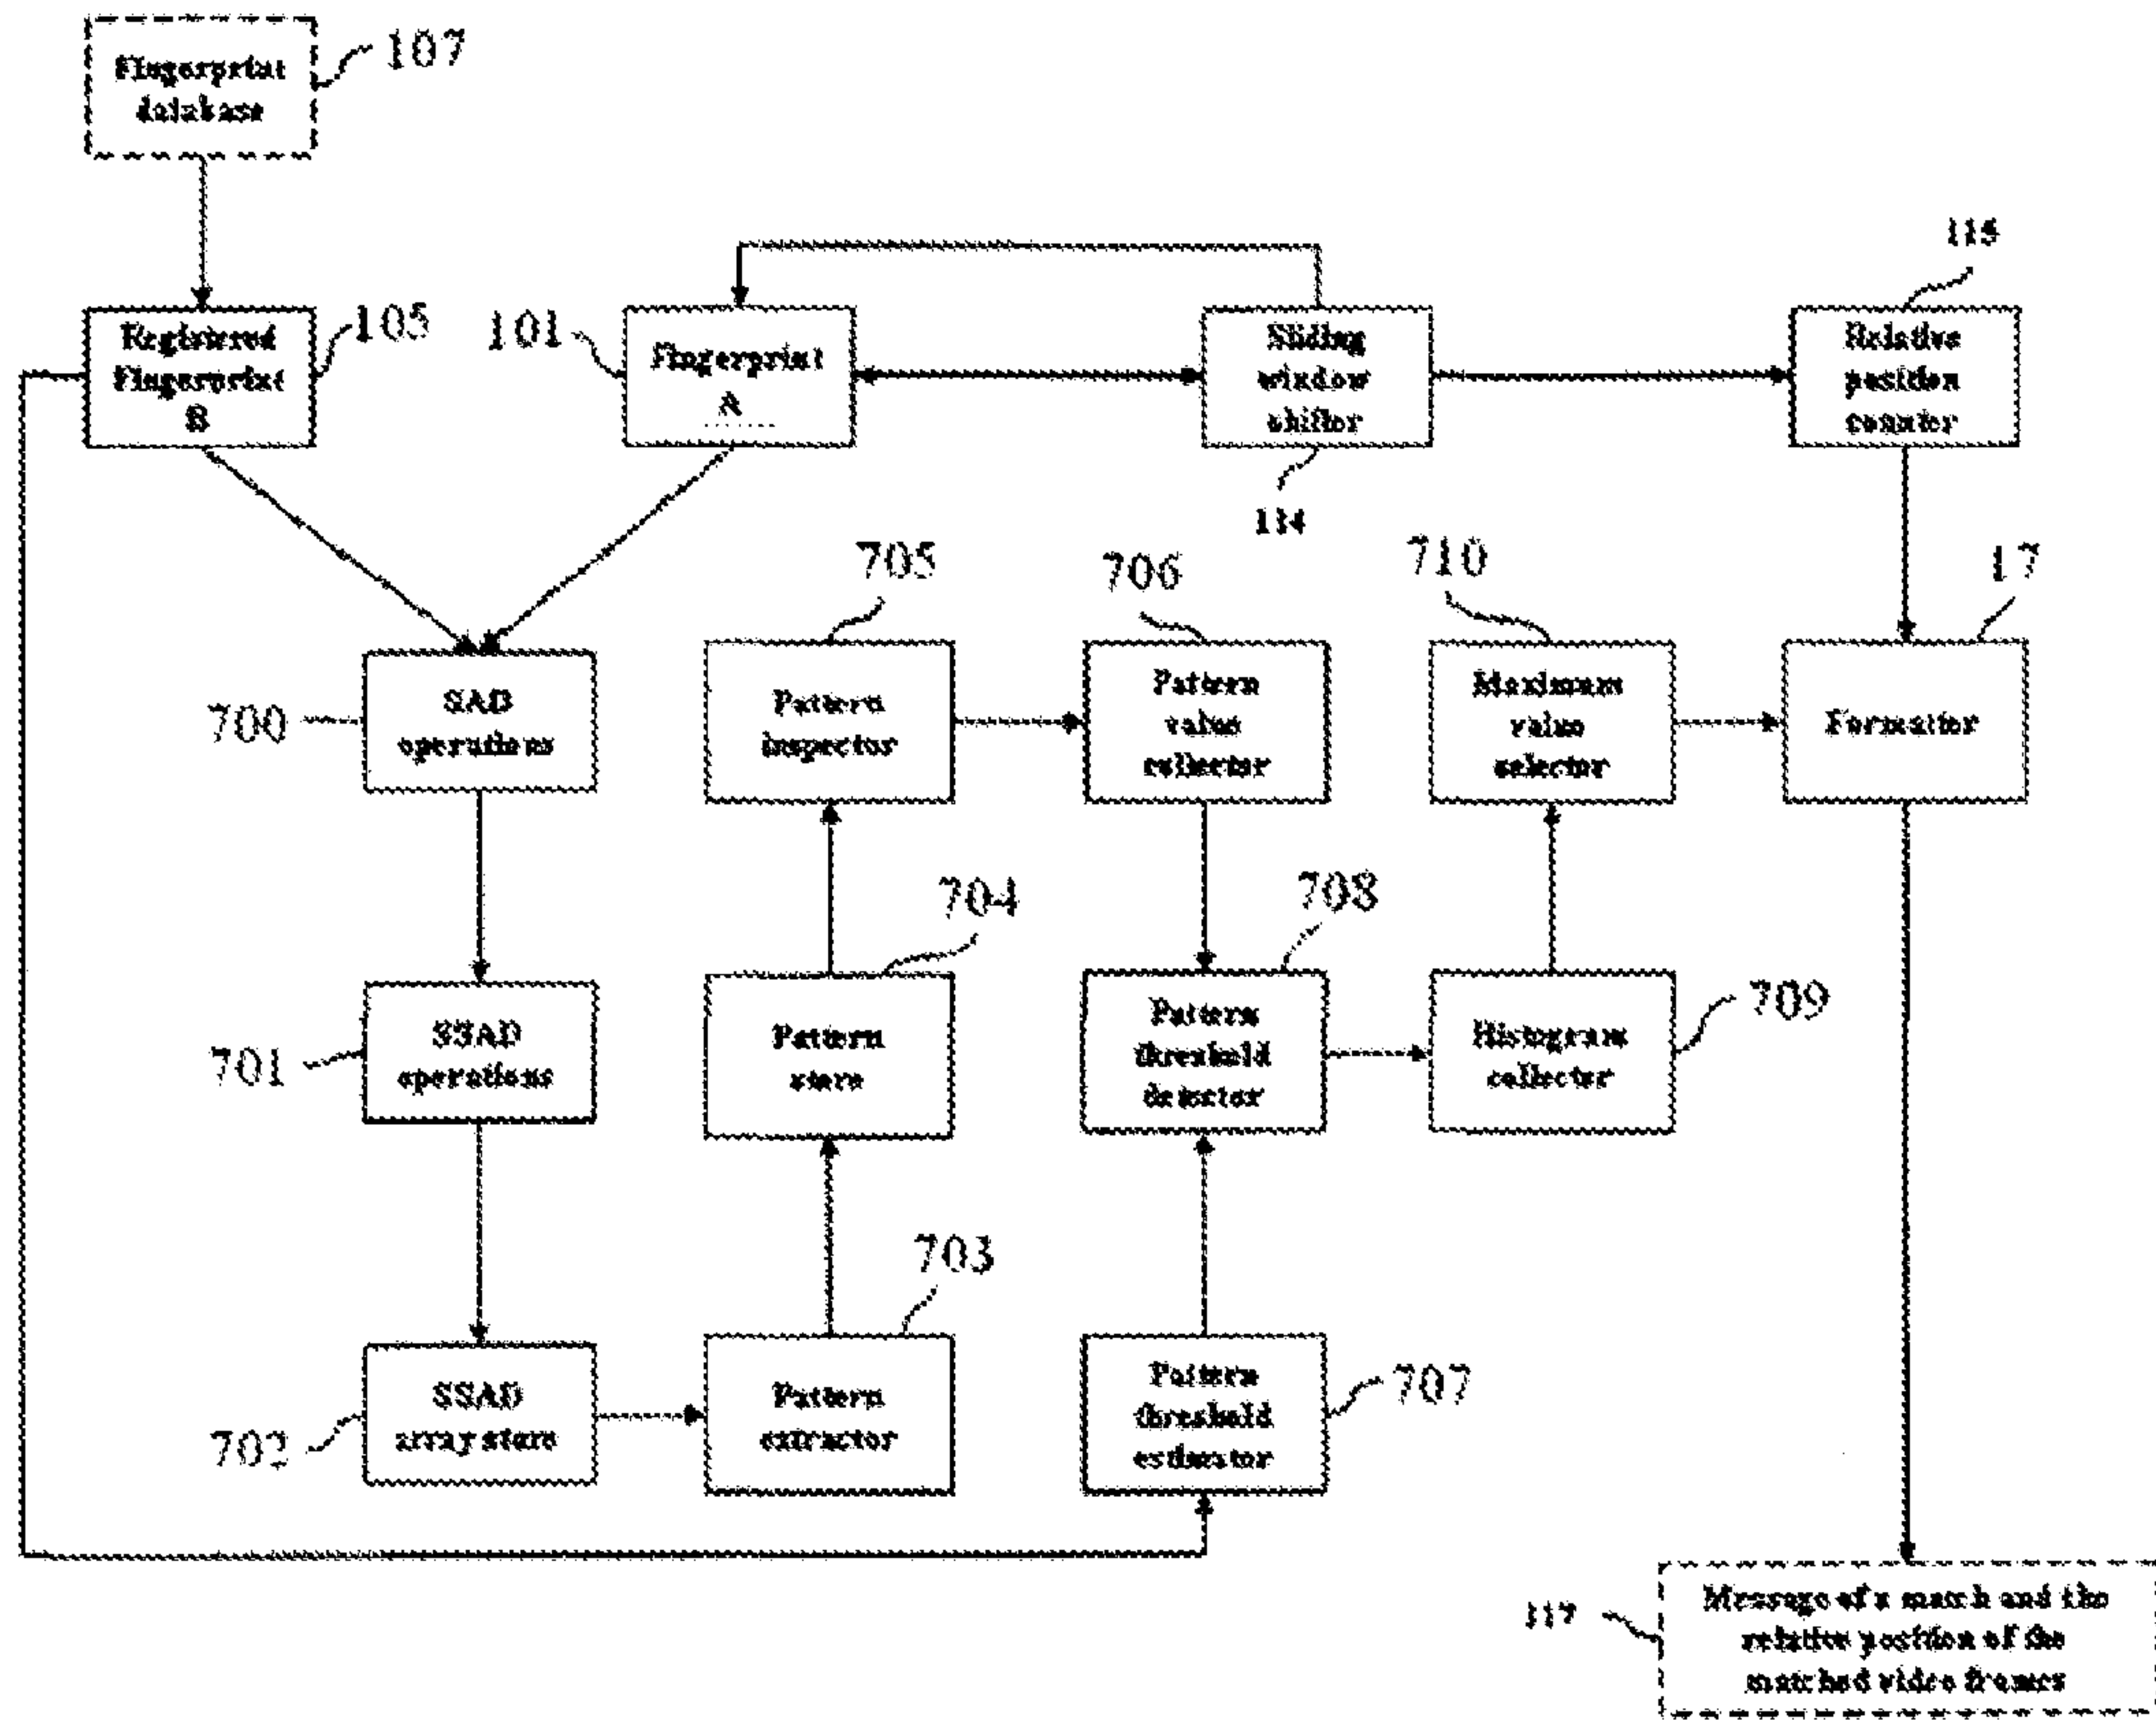 Fingerprint
database
107
115
Registered
Fingerprint
B
105
101
Fingerprint
A
Sliding
window
shifter
Relative
position
counter
114
705
706
710
17
700
SAD
operations
Pattern
inspector
Pattern
value
collector
Maximum
value
selector
Formatter
704
708
701
SSAD
operations
Pattern
store
Pattern
threshold
detector
Histogram
collector
709
703
702
SSAD
array store
Pattern
extractor
Pattern
threshold
estimator
707
117
Message of a match and the
relative position of the
matched video frames